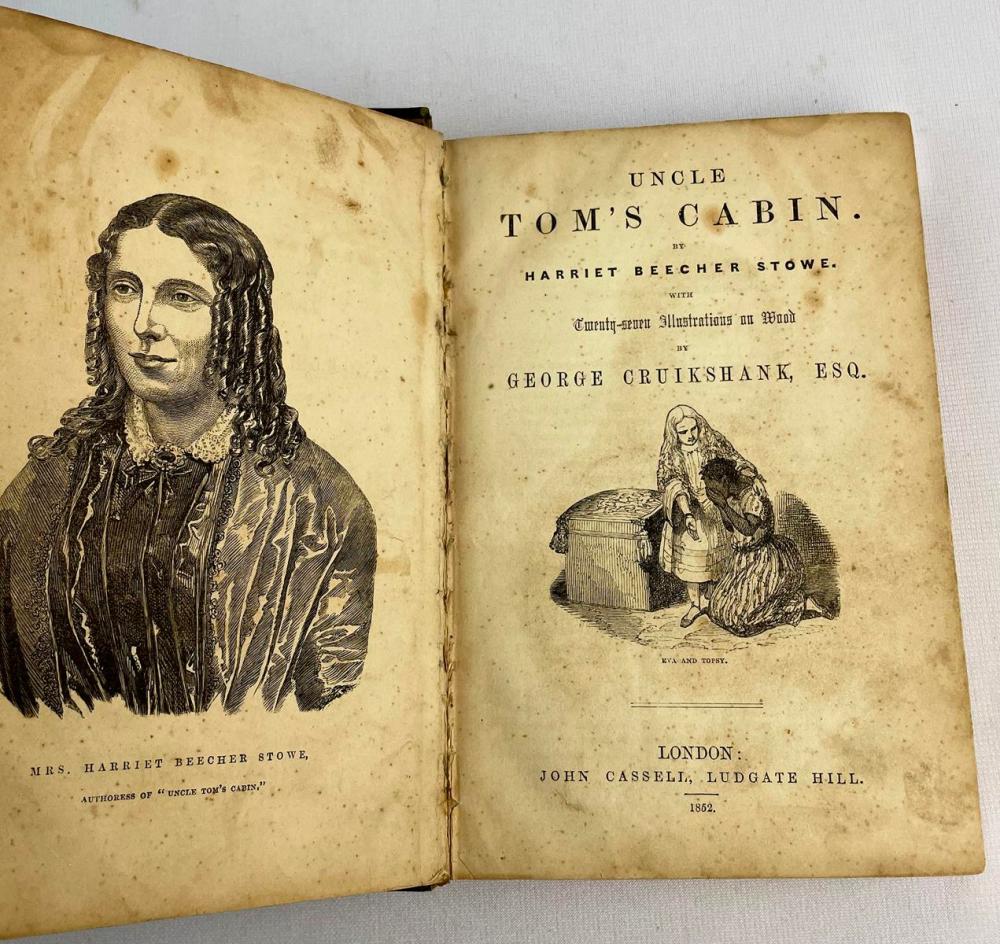 MRS. HARRIET BEECHER STOWE,
AUTHORESS OF "UNCLE TOM'S CABIN."
UNCLE
TOM'S CABIN.
BY
HARRIET BEECHER STOWE.
WITH
Twenty-seven Illustrations on Wood
BY
GEORGE CRUIKSHANK, ESQ.
EVA AND TOPSY.
LONDON:
JOHN CASSELL, LUDGATE HILL.
1852.